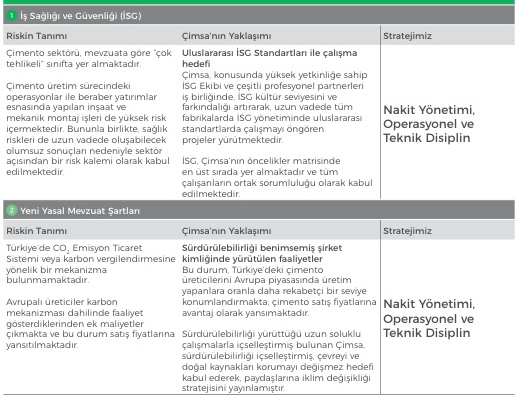 1 İş Sağlığı ve Güvenliği (İSG)
Riskin Tanımı
Çimsa'nın Yaklaşımı
Stratejimiz
Çimento sektörü, mevzuata göre "çok
tehlikeli" sınıfta yer almaktadır.
Çimento üretim sürecindeki
operasyonlar ile beraber yatırımlar
esnasında yapılan inşaat ve
mekanik montaj işleri de yüksek risk
içermektedir. Bununla birlikte, sağlık
riskleri de uzun vadede oluşabilecek
olumsuz sonuçları nedeniyle sektör
açısından bir risk kalemi olarak kabul
edilmektedir.
Uluslararası İSG Standartları ile çalışma
hedefi
Çimsa, konusunda yüksek yetkinliğe sahip
İSG Ekibi ve çeşitli profesyonel partnerleri
iş birliğinde, İSG kültür seviyesini ve
farkındalığı artırarak, uzun vadede tüm
fabrikalarda İSG yönetiminde uluslararası
standartlarda çalışmayı öngören
projeler yürütmektedir.
İSG, Çimsa'nın öncelikler matrisinde
en üst sırada yer almaktadır ve tüm
çalışanların ortak sorumluluğu olarak kabul
edilmektedir.
Nakit Yönetimi,
Operasyonel ve
Teknik Disiplin
2 Yeni Yasal Mevzuat Şartları
Riskin Tanımı
Çimsa'nın Yaklaşımı
Stratejimiz
Türkiye'de CO₂ Emisyon Ticaret
Sistemi veya karbon vergilendirmesine
yönelik bir mekanizma
bulunmamaktadır.
Avrupalı üreticiler karbon
mekanizması dahilinde faaliyet
gösterdiklerinden ek maliyetler
çıkmakta ve bu durum satış fiyatlarına
yansıtılmaktadır.
Sürdürülebilirliği benimsemiş şirket
kimliğinde yürütülen faaliyetler
Bu durum, Türkiye'deki çimento
üreticilerini Avrupa piyasasında üretim
yapanlara oranla daha rekabetçi bir seviye
konumlandırmakta; çimento satış fiyatlarına
avantaj olarak yansımaktadır.
Sürdürülebilirliği yürüttüğü uzun soluklu
çalışmalarla içselleştirmiş bulunan Çimsa,
sürdürülebilirliği içselleştirmiş, çevreyi ve
doğal kaynakları korumayı değişmez hedefi
kabul ederek, paydaşlarına iklim değişikliği
stratejisini yayınlamıştır.
Nakit Yönetimi,
Operasyonel ve
Teknik Disiplin